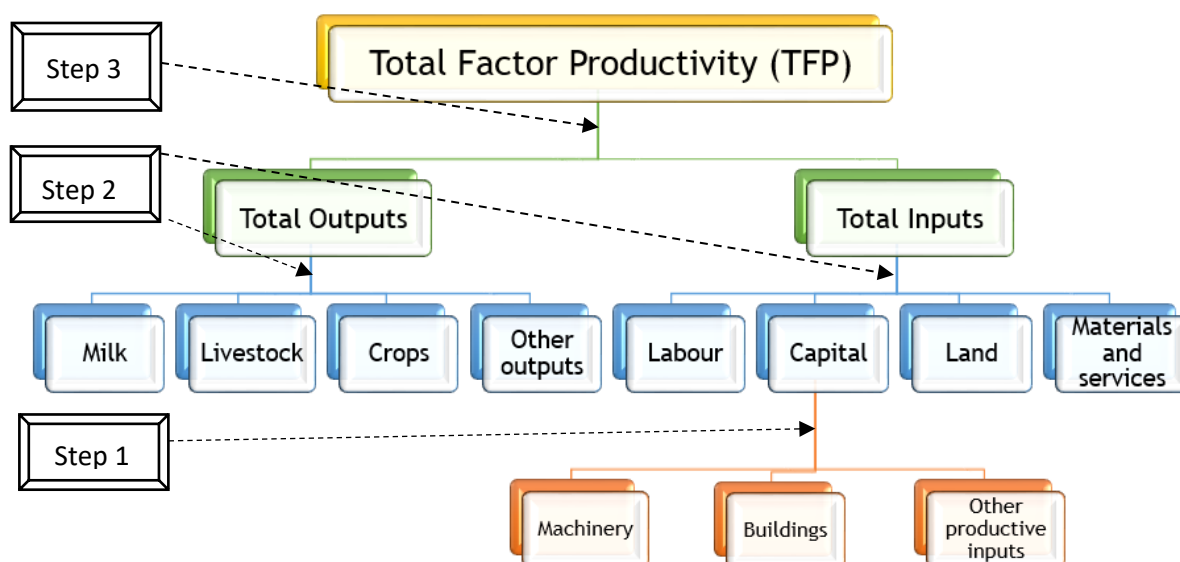 Step 3
Total Factor Productivity (TFP)
Step 2
Total Outputs
Total Inputs
Milk
Livestock
Crops
Other
outputs
Labour
Capital
Land
Materials
and
services
Step 1
Machinery
Buildings
Other
productive
inputs